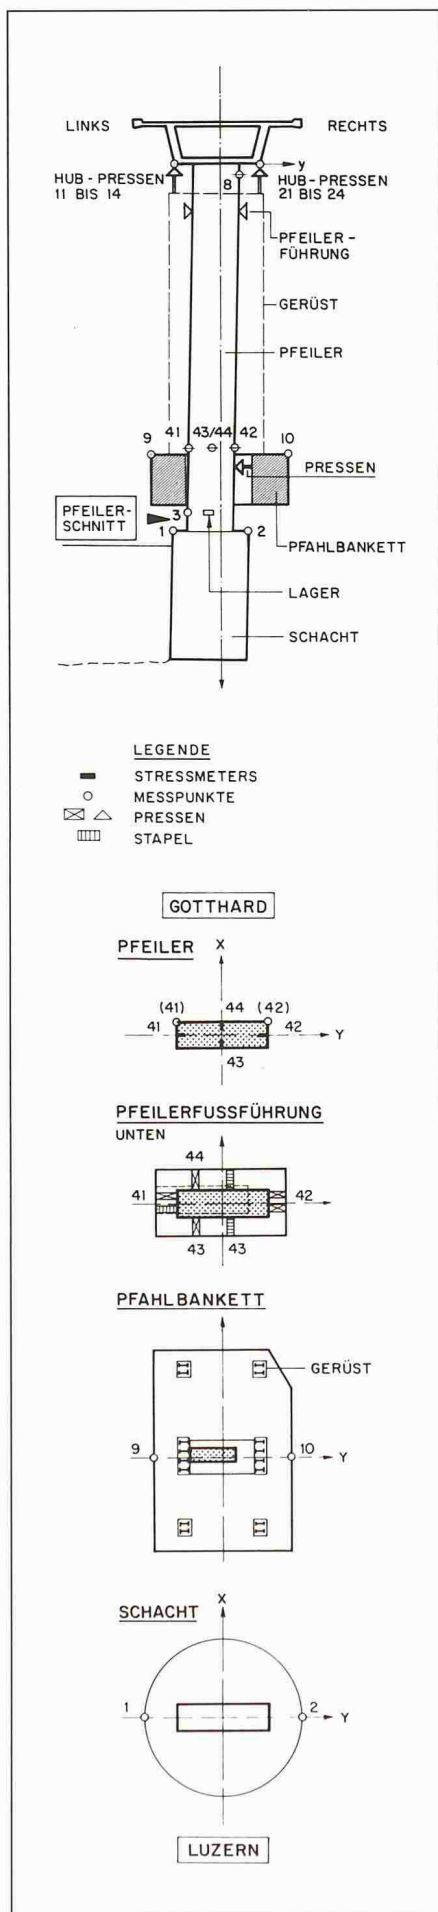 LINKS
RECHTS
y
HUB-PRESSEN
11 BIS 14
8
HUB-PRESSEN
21 BIS 24
PFEILER-
FÜHRUNG
GERÜST
PFEILER
9
41
43/44
42
10
PRESSEN
PFEILER-
SCHNITT
3
1
2
PFAHLBANKETT
LAGER
SCHACHT
LEGENDE
STRESSMETERS
MESSPUNKTE
PRESSEN
STAPEL
GOTTHARD
PFEILER
X
(41)
44
(42)
41
42
Y
43
PFEILERFUSSFÜHRUNG
UNTEN
44
41
42
43
43
PFAHLBANKETT
GERÜST
9
10
Y
X
SCHACHT
1
2
Y
LUZERN